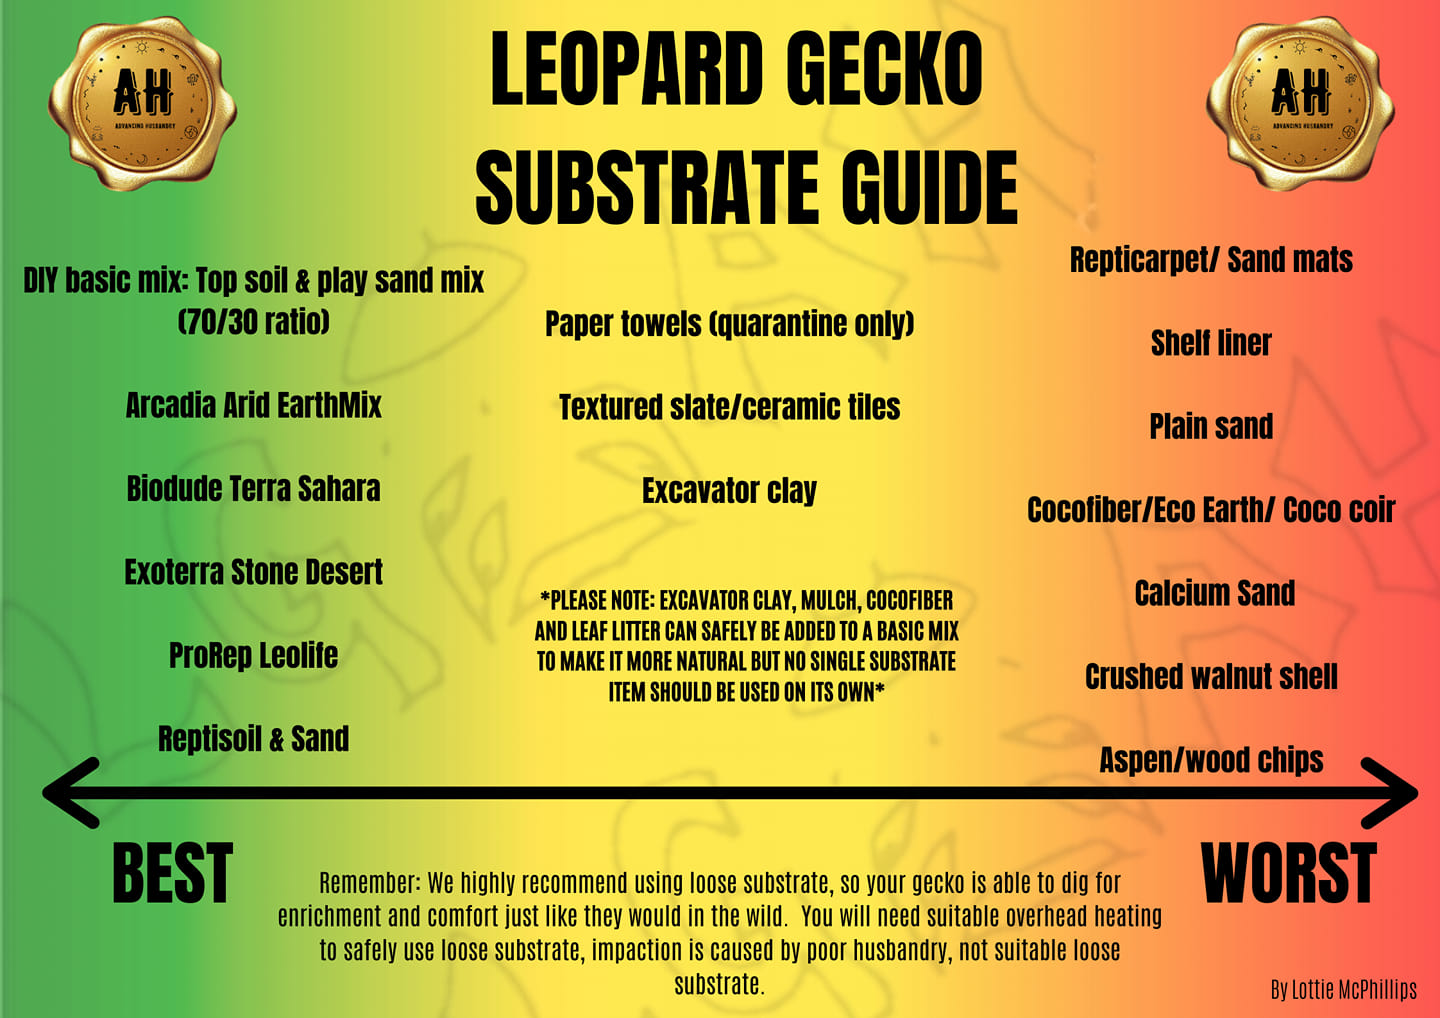 AH
ADVANCING HUSBANDRY
LEOPARD GECKO
SUBSTRATE GUIDE
AH
ADVANCING HUSBANDRY
DIY basic mix: Top soil & play sand mix
(70/30 ratio)
Arcadia Arid EarthMix
Biodude Terra Sahara
Exoterra Stone Desert
ProRep Leolife
Reptisoil & Sand
Paper towels (quarantine only)
Textured slate/ceramic tiles
Excavator clay
*PLEASE NOTE: EXCAVATOR CLAY, MULCH, COCOFIBER
AND LEAF LITTER CAN SAFELY BE ADDED TO A BASIC MIX
TO MAKE IT MORE NATURAL BUT NO SINGLE SUBSTRATE
ITEM SHOULD BE USED ON ITS OWN*
Repticarpet/ Sand mats
Shelf liner
Plain sand
Cocofiber/Eco Earth/ Coco coir
Calcium Sand
Crushed walnut shell
Aspen/wood chips
BEST
WORST
Remember: We highly recommend using loose substrate, so your gecko is able to dig for
enrichment and comfort just like they would in the wild.  You will need suitable overhead heating
to safely use loose substrate, impaction is caused by poor husbandry, not suitable loose
substrate.
By Lottie McPhillips